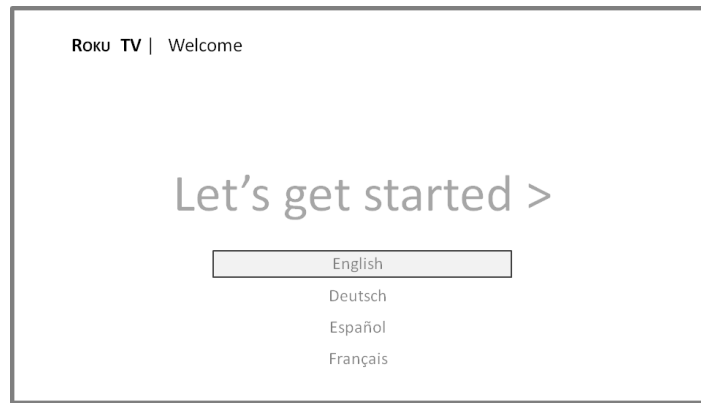 ROKU TV | Welcome
Let’s get started >
English
Deutsch
Español
Français